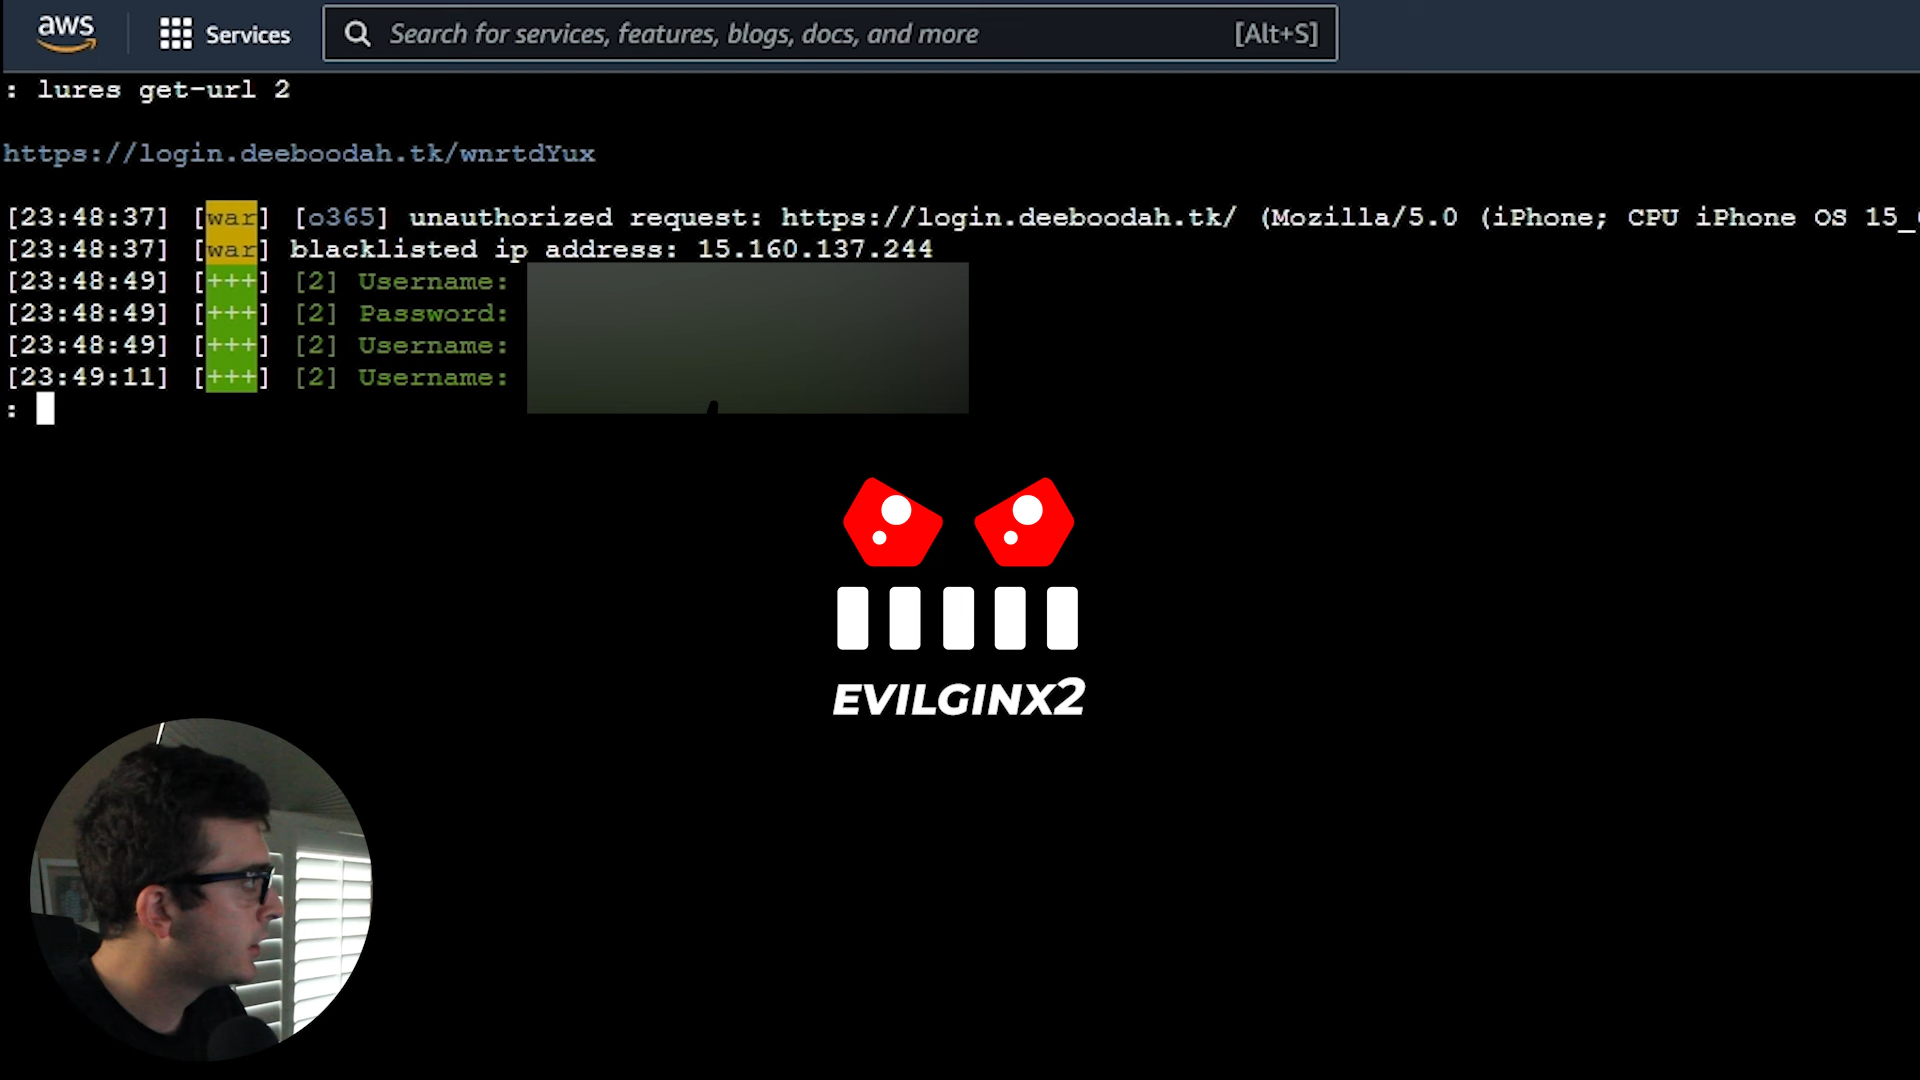 aws Services Search for services, features, blogs, docs, and more [Alt+S]
: lures get-url 2
https://login.deeboodah.tk/wnrtdYux
[23:48:37] [war] [o365] unauthorized request: https://login.deeboodah.tk/ (Mozilla/5.0 (iPhone; CPU iPhone OS 15_
[23:48:37] [war] blacklisted ip address: 15.160.137.244
[23:48:49] [+++] [2] Username:
[23:48:49] [+++] [2] Password:
[23:48:49] [+++] [2] Username:
[23:49:11] [+++] [2] Username:
:
EVILGINX2